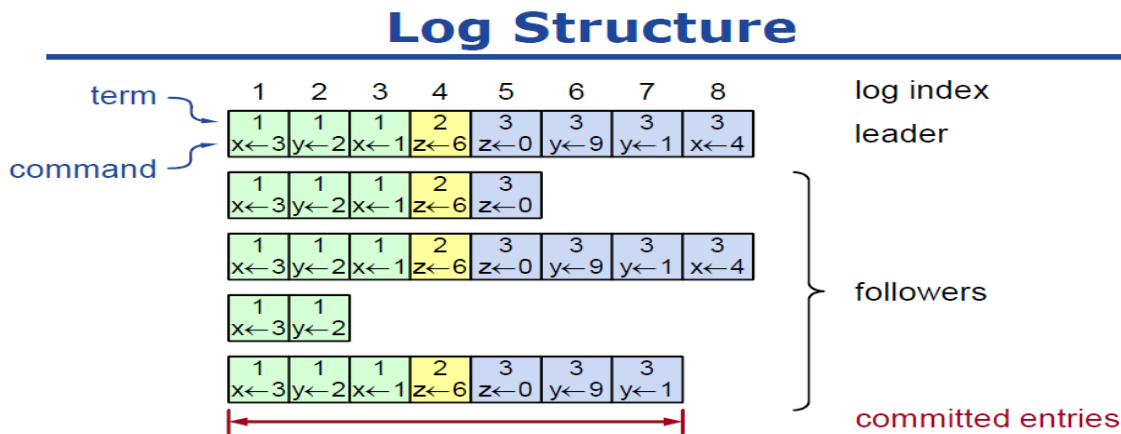 Log Structure
1 2 3 4 5 6 7 8 log index
term
1 1 1 2 3 3 3 3 leader
x←3 y←2 x←1 z←6 z←0 y←9 y←1 x←4
command
1 1 1 2 3
x←3 y←2 x←1 z←6 z←0
1 1 1 2 3 3 3 3
x←3 y←2 x←1 z←6 z←0 y←9 y←1 x←4
followers
1 1
x←3 y←2
1 1 1 2 3 3 3
x←3 y←2 x←1 z←6 z←0 y←9 y←1
committed entries